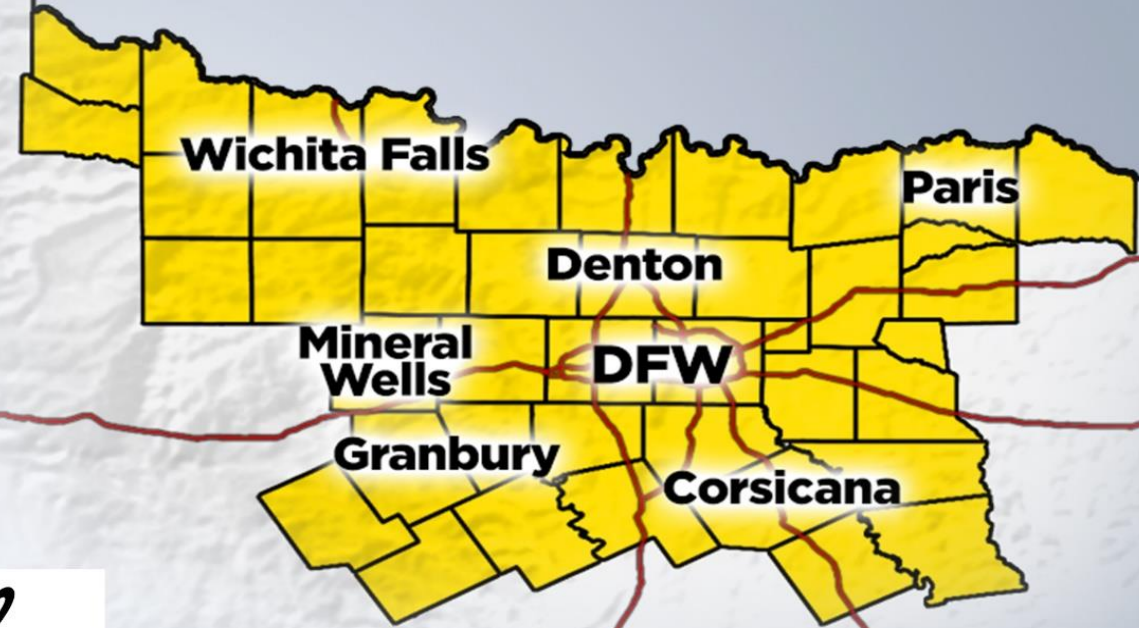 Wichita Falls
Paris
Denton
Mineral
Wells
DFW
Granbury
Corsicana